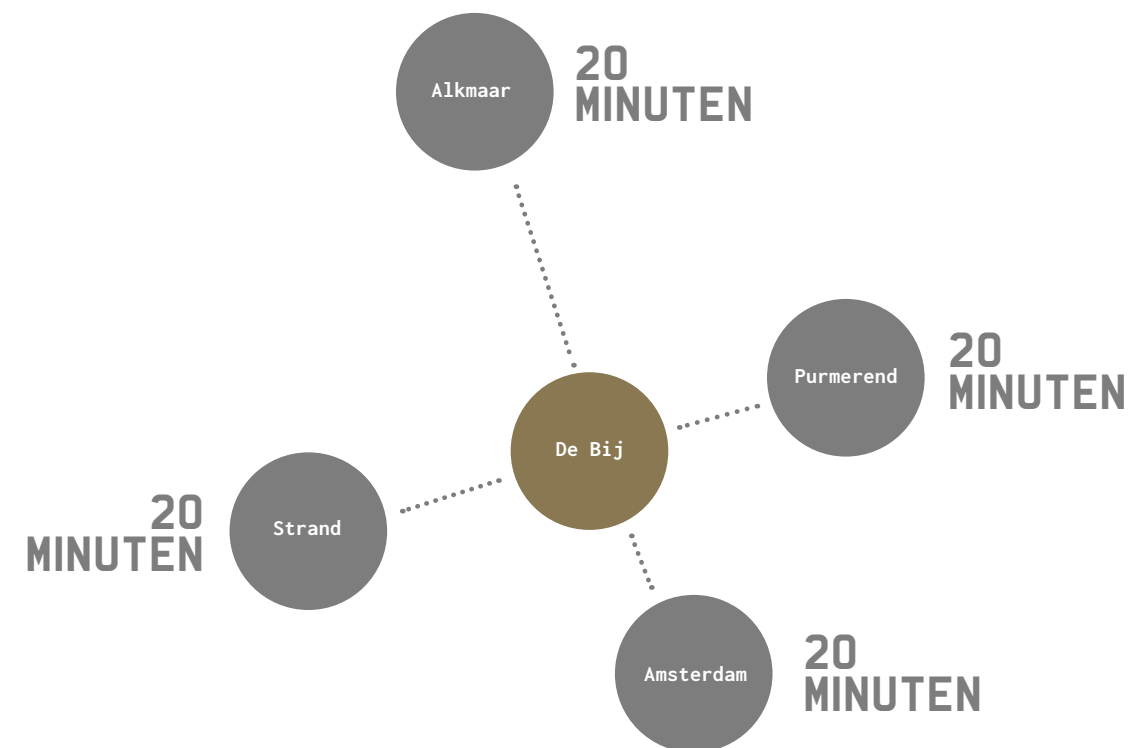 Alkmaar
20
MINUTEN
Purmerend
20
MINUTEN
De Bij
Strand
20
MINUTEN
Amsterdam
20
MINUTEN